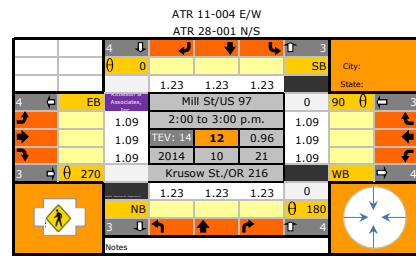 ATR 11-004 E/W
ATR 28-001 N/S
4 3
θ 0 SB City:
1.23 1.23 1.23 State:
4 EB Associates, Inc Mill St/US 97 0 90 θ 3
1.09 2:00 to 3:00 p.m. 1.09
1.09 TEV: 14 12 0.96 1.09
1.09 2014 10 21 1.09
3 θ 270 Krusow St./OR 216 WB 4
1.23 1.23 1.23 0
NB θ 180
3 4
Notes